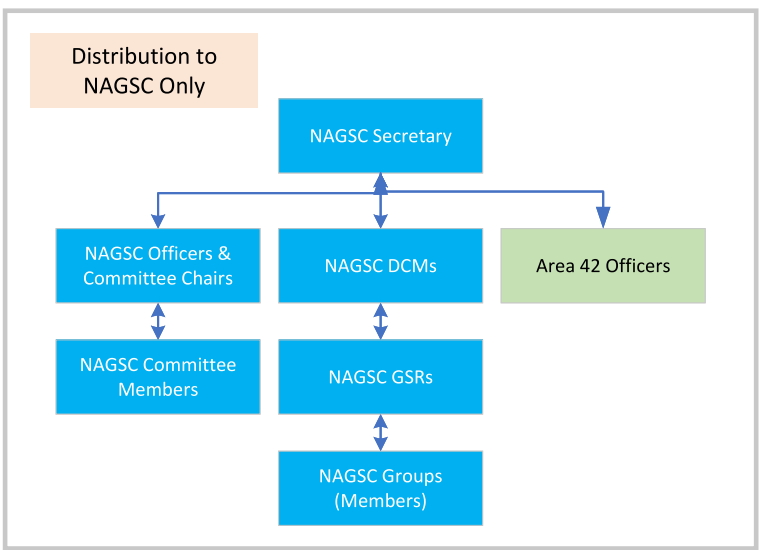 Distribution to
NAGSC Only
NAGSC Secretary
NAGSC Officers &
Committee Chairs
NAGSC DCMs
Area 42 Officers
NAGSC Committee
Members
NAGSC GSRs
NAGSC Groups
(Members)